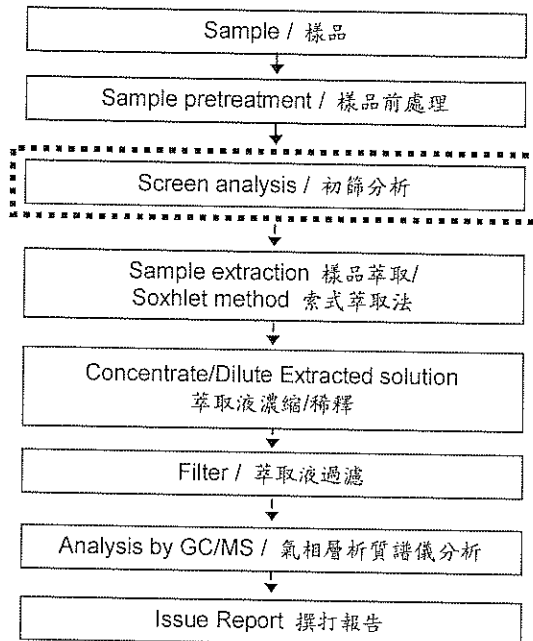 Sample / 樣品
Sample pretreatment / 樣品前處理
Screen analysis / 初篩分析
Sample extraction 樣品萃取/
Soxhlet method 索式萃取法
Concentrate/Dilute Extracted solution
萃取液濃縮/稀釋
Filter / 萃取液過濾
Analysis by GC/MS / 氣相層析質譜儀分析
Issue Report 撰打報告